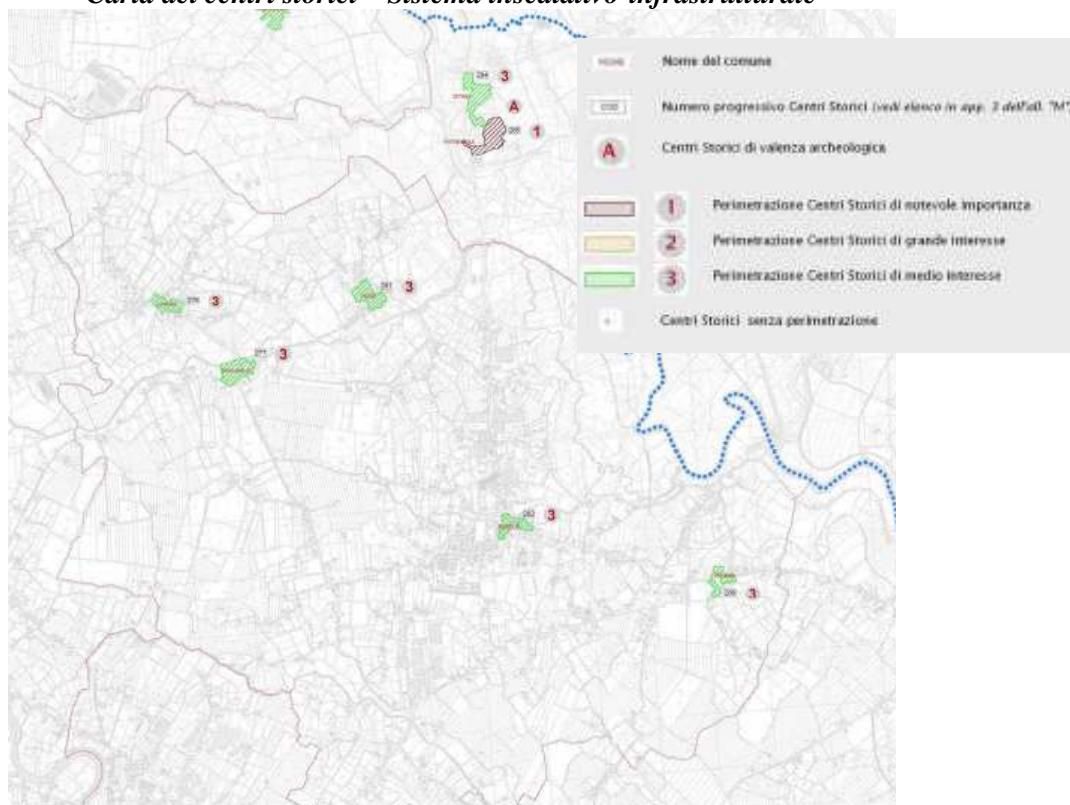 Carta dei centri storici – Sistema insediativo-infrastrutturale
Nome del comune
Numero progressivo Centri Storici (vedi elenco in app. 3 dell'all. "M")
A
Centri Storici di valenza archeologica
1
Perimetrazione Centri Storici di notevole importanza
2
Perimetrazione Centri Storici di grande interesse
3
Perimetrazione Centri Storici di medio interesse
Centri Storici senza perimetrazione
3
A
1
3
3
3
3
3